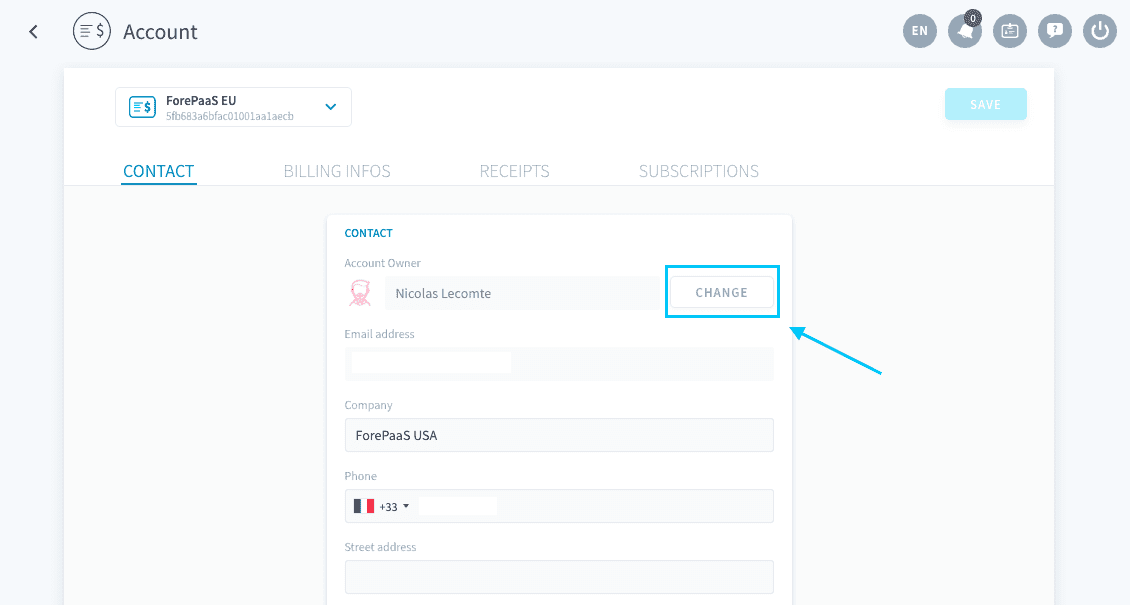 Account
EN
0
ForePaaS EU
5fb683a6bfac01001aa1aecb
SAVE
CONTACT
BILLING INFOS
RECEIPTS
SUBSCRIPTIONS
CONTACT
Account Owner
Nicolas Lecomte
CHANGE
Email address
Company
ForePaaS USA
Phone
+33
Street address